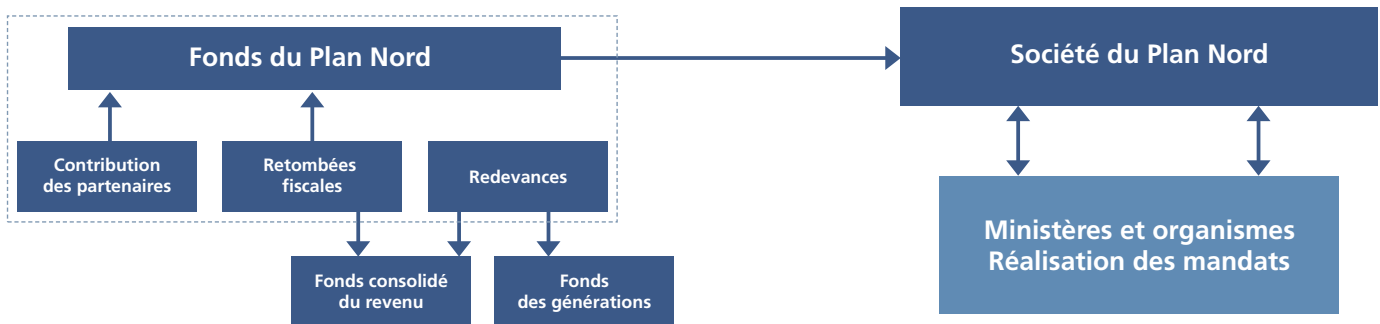 Fonds du Plan Nord
Société du Plan Nord
Contribution
des partenaires
Retombées
fiscales
Redevances
Fonds consolidé
du revenu
Fonds
des générations
Ministères et organismes
Réalisation des mandats